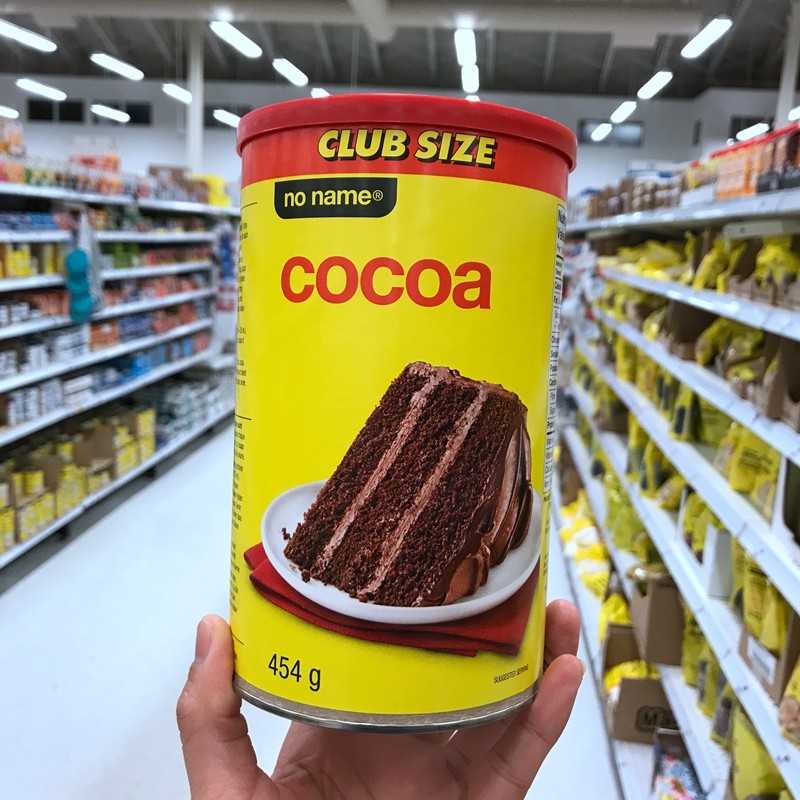 CLUB SIZE
no name®
cocoa
454 g
SUGGESTED SERVING